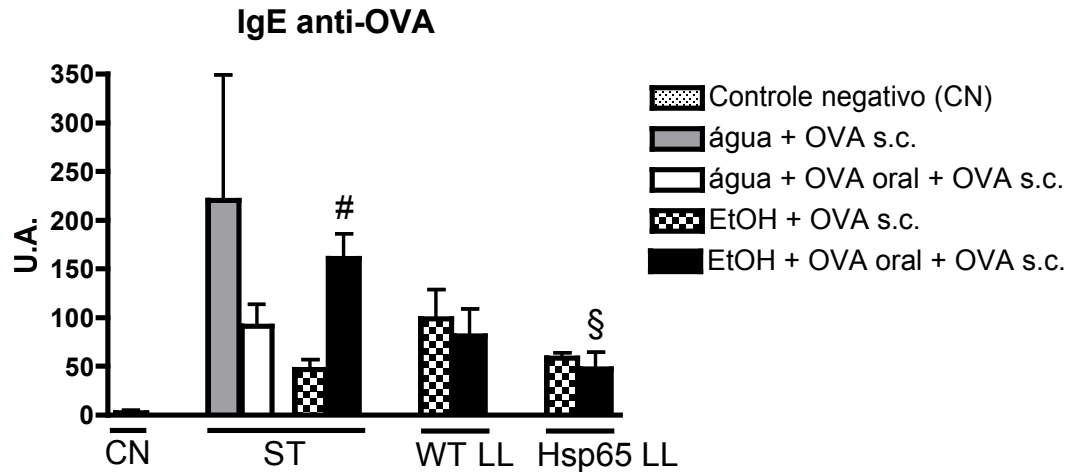 IgE anti-OVA
U.A.
350
300
250
200
150
100
50
0
#
§
CN
ST
WT LL
Hsp65 LL
Controle negativo (CN)
água + OVA s.c.
água + OVA oral + OVA s.c.
EtOH + OVA s.c.
EtOH + OVA oral + OVA s.c.